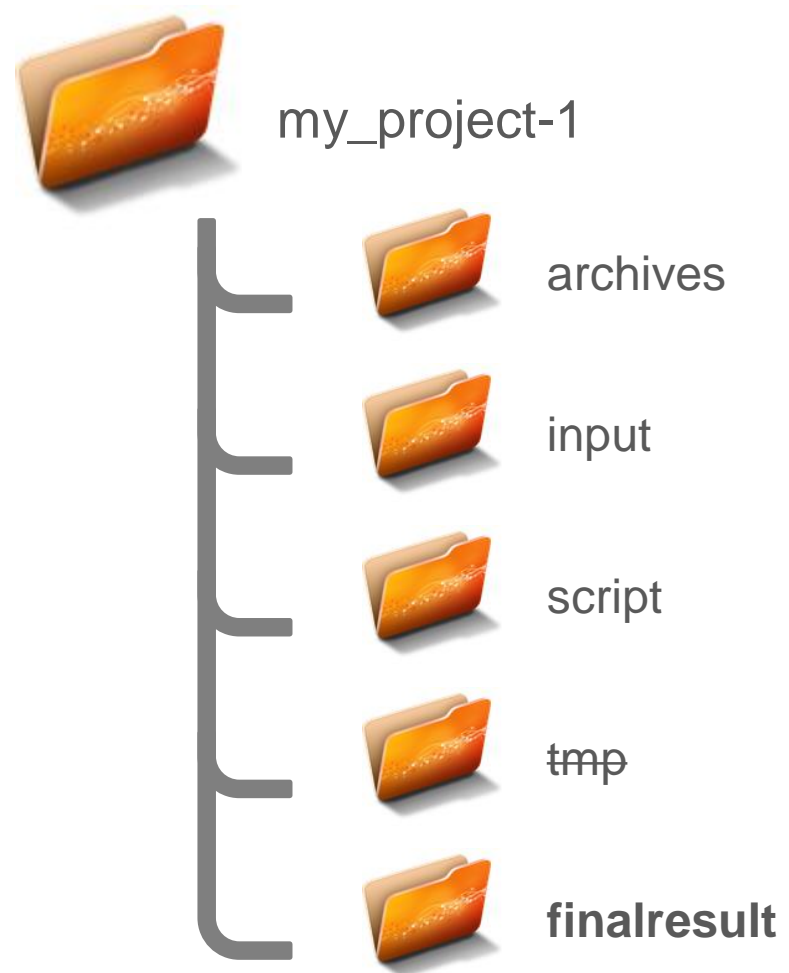 my_project-1
archives
input
script
tmp
finalresult